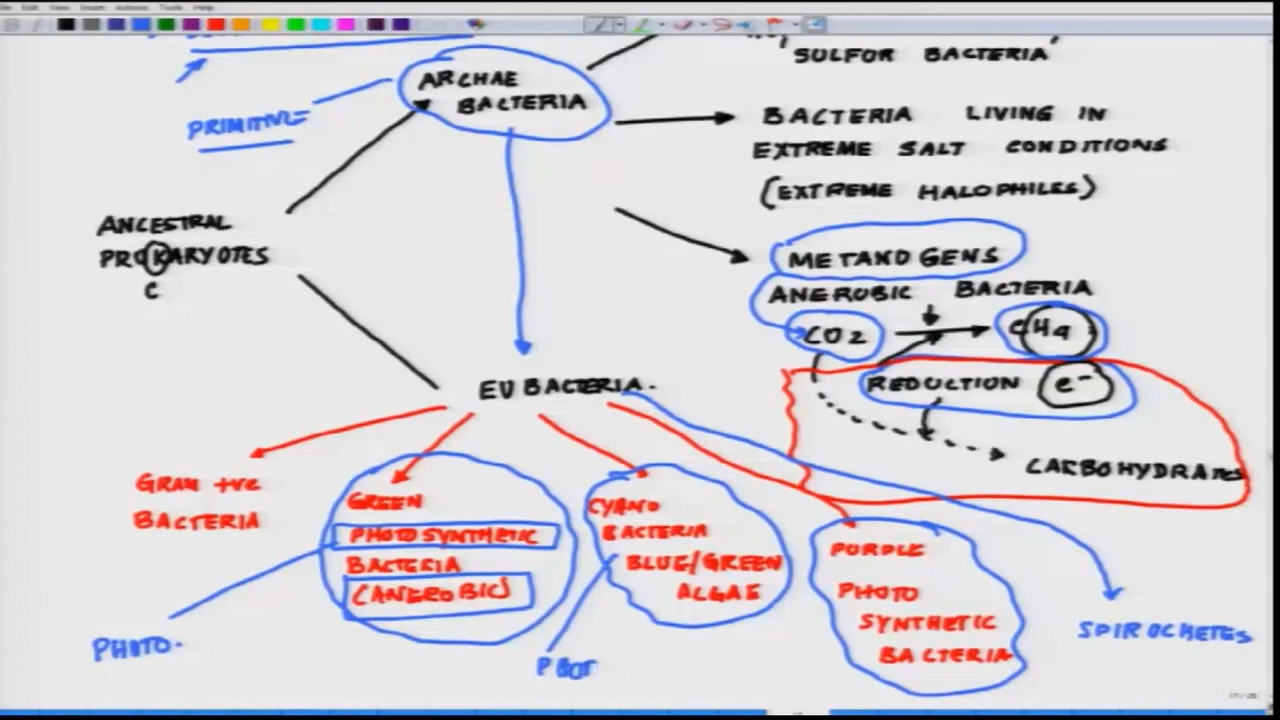 SULFOR BACTERIA
ARCHAE
BACTERIA
PRIMITIVE
BACTERIA LIVING IN
EXTREME SALT CONDITIONS
(EXTREME HALOPHILES)
ANCESTRAL
PROKARYOTES
C
METANOGENS
ANEROBIC BACTERIA
CO2
CH4
REDUCTION e-
CARBOHYDRATES
EUBACTERIA.
GRAM +ve
BACTERIA
GREEN
PHOTOSYNTHETIC
BACTERIA
(ANEROBIC)
CYANO
BACTERIA
BLUE/GREEN
ALGAE
PURPLE
PHOTO
SYNTHETIC
BACTERIA
SPIROCHETES
PHOTO.
PHOT
17 / 28